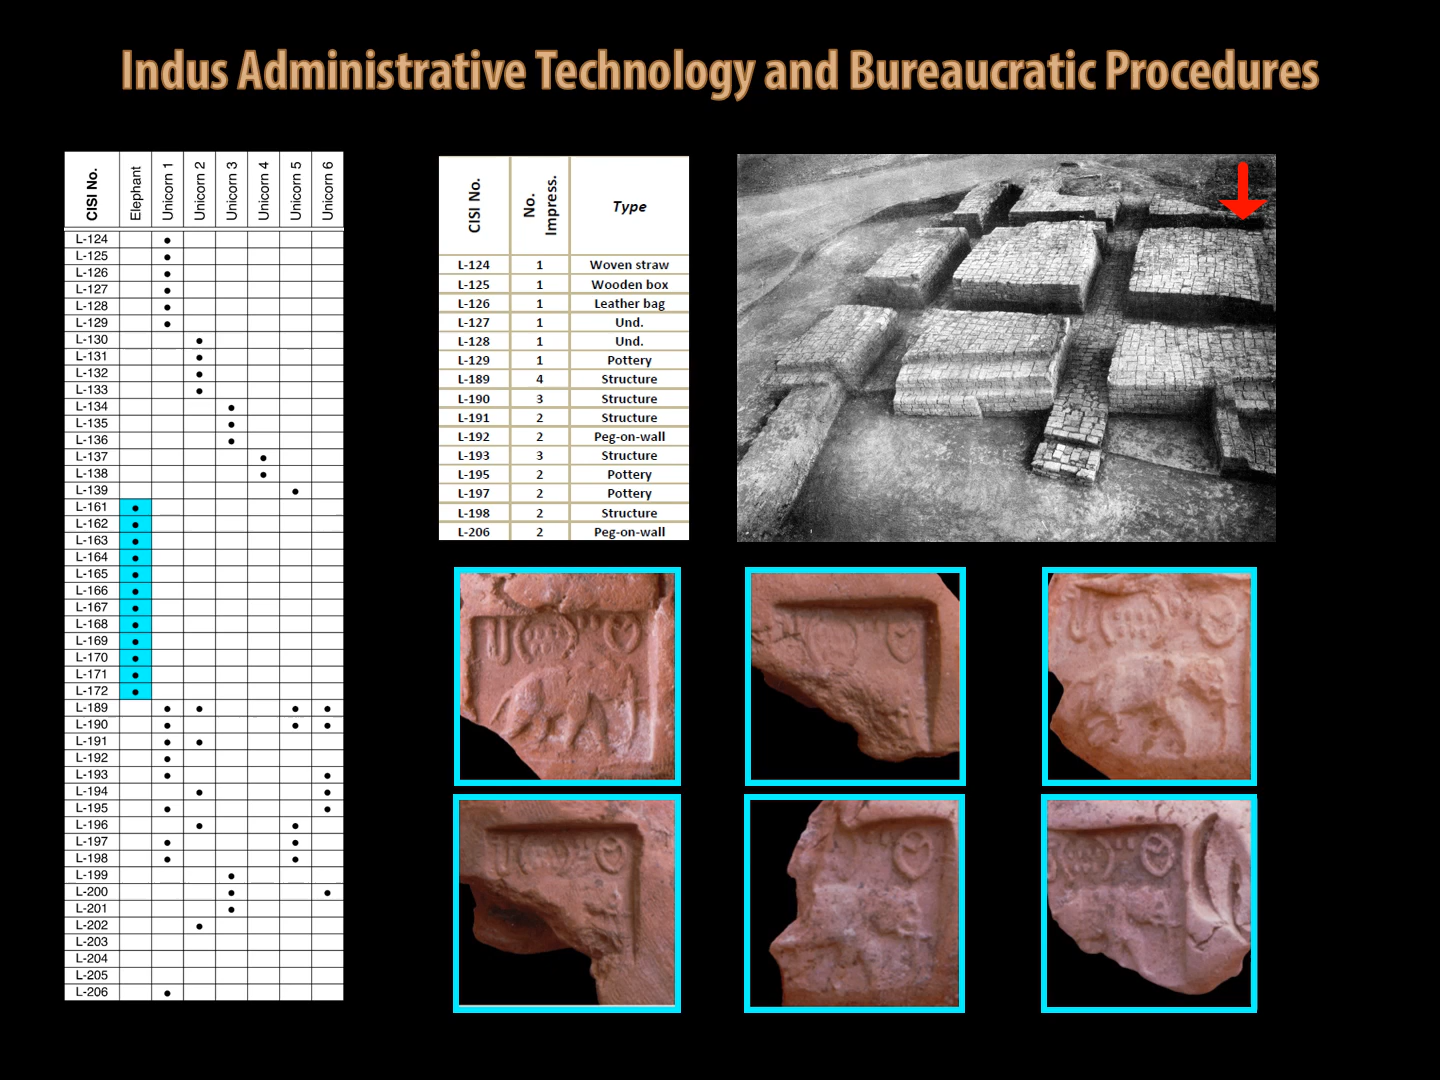 Indus Administrative Technology and Bureaucratic Procedures
CISI No. Elephant Unicorn 1 Unicorn 2 Unicorn 3 Unicorn 4 Unicorn 5 Unicorn 6
L-124 •
L-125 •
L-126 •
L-127 •
L-128 •
L-129 •
L-130 •
L-131 •
L-132 •
L-133 •
L-134 •
L-135 •
L-136 •
L-137 •
L-138 •
L-139 •
L-161 •
L-162 •
L-163 •
L-164 •
L-165 •
L-166 •
L-167 •
L-168 •
L-169 •
L-170 •
L-171 •
L-172 •
L-189 • • • •
L-190 • • •
L-191 • •
L-192 •
L-193 • •
L-194 • •
L-195 • •
L-196 • •
L-197 • •
L-198 • •
L-199 •
L-200 • •
L-201 •
L-202 •
L-203
L-204
L-205
L-206 •
CISI No. No. Impress. Type
L-124 1 Woven straw
L-125 1 Wooden box
L-126 1 Leather bag
L-127 1 Und.
L-128 1 Und.
L-129 1 Pottery
L-189 4 Structure
L-190 3 Structure
L-191 2 Structure
L-192 2 Peg-on-wall
L-193 3 Structure
L-195 2 Pottery
L-197 2 Pottery
L-198 2 Structure
L-206 2 Peg-on-wall